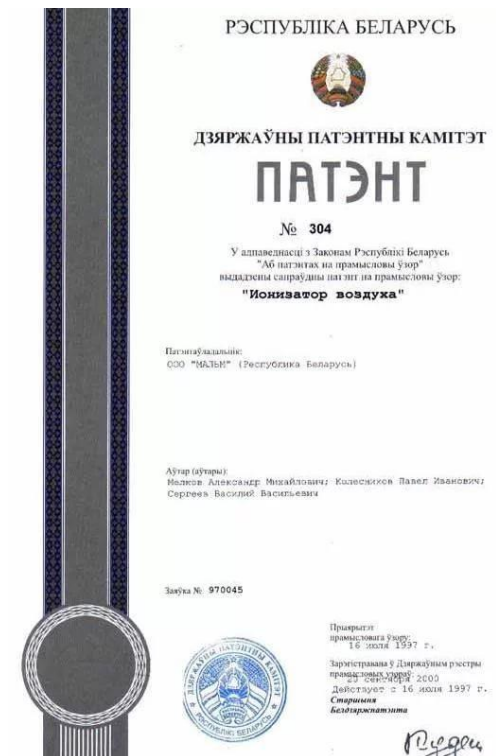 РЭСПУБЛІКА БЕЛАРУСЬ
ДЗЯРЖАЎНЫ ПАТЭНТНЫ КАМІТЭТ
ПАТЭНТ
№ 304
У адпаведнасці з Законам Рэспублікі Беларусь
"Аб патэнтах на прамысловы ўзор"
выдадзены сапраўдны патэнт на прамысловы ўзор:
"Ионизатор воздуха"
Патэнтаўладальнік:
ООО "МАЛЬМ" (Республика Беларусь)
Аўтар (аўтары):
Мелков Александр Михайлович; Колесников Павел Иванович;
Сергеев Василий Васильевич
Заяўка № 970045
Прыярытэт
прамысловага ўзору:
16 июля 1997 г.
Зарэгістравана ў Дзяржаўным рэестры
прамысловых узораў:
25 сентября 2000
Действует с 16 июля 1997 г.
Старшыня
Белдзяржпатэнта
ДЗЯРЖАЎНЫ ПАТЭНТНЫ КАМІТЭТ
РЭСПУБЛІКІ БЕЛАРУСЬ